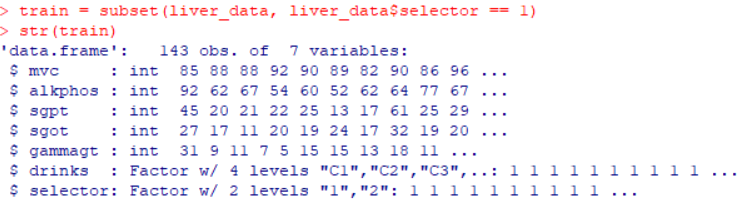 > train = subset(liver_data, liver_data$selector == 1)
> str(train)
'data.frame':   143 obs. of  7 variables:
 $ mvc     : int  85 88 88 92 90 89 82 90 86 96 ...
 $ alkphos : int  92 62 67 54 60 52 62 64 77 67 ...
 $ sgpt    : int  45 20 21 22 25 13 17 61 25 29 ...
 $ sgot    : int  27 17 11 20 19 24 17 32 19 20 ...
 $ gammagt : int  31 9 11 7 5 15 15 13 18 11 ...
 $ drinks  : Factor w/ 4 levels "C1","C2","C3",..: 1 1 1 1 1 1 1 1 1 1 ...
 $ selector: Factor w/ 2 levels "1","2": 1 1 1 1 1 1 1 1 1 1 ...